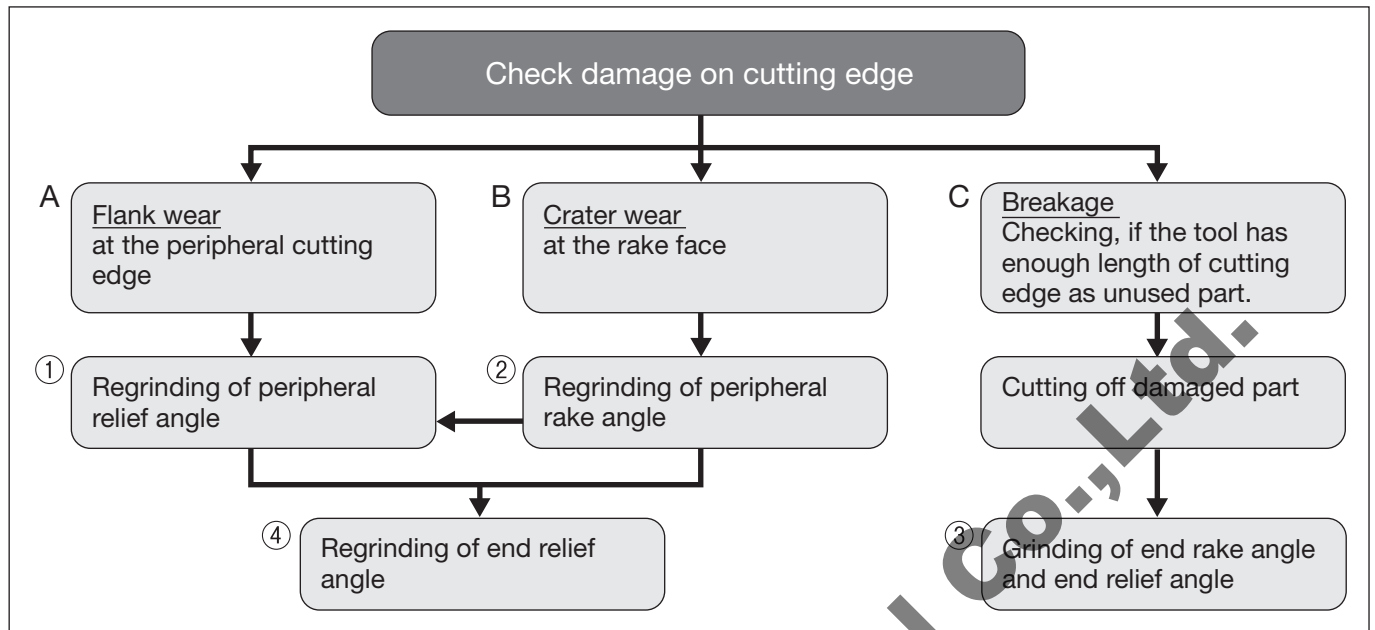 Check damage on cutting edge
A
Flank wear
at the peripheral cutting
edge
B
Crater wear
at the rake face
C
Breakage
Checking, if the tool has
enough length of cutting
edge as unused part.
①
Regrinding of peripheral
relief angle
②
Regrinding of peripheral
rake angle
Cutting off damaged part
④
Regrinding of end relief
angle
③
Grinding of end rake angle
and end relief angle
Co.,Ltd.